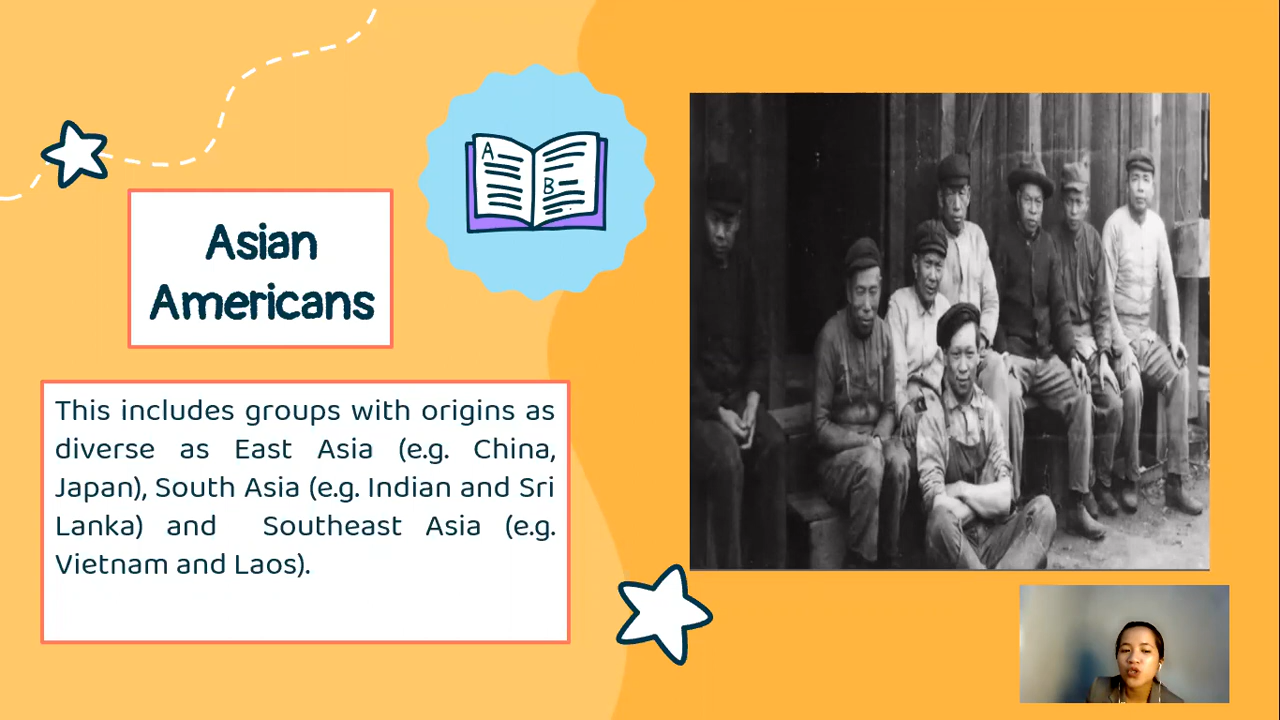 A
B
Asian
Americans
This includes groups with origins as
diverse as East Asia (e.g. China,
Japan), South Asia (e.g. Indian and Sri
Lanka) and Southeast Asia (e.g.
Vietnam and Laos).